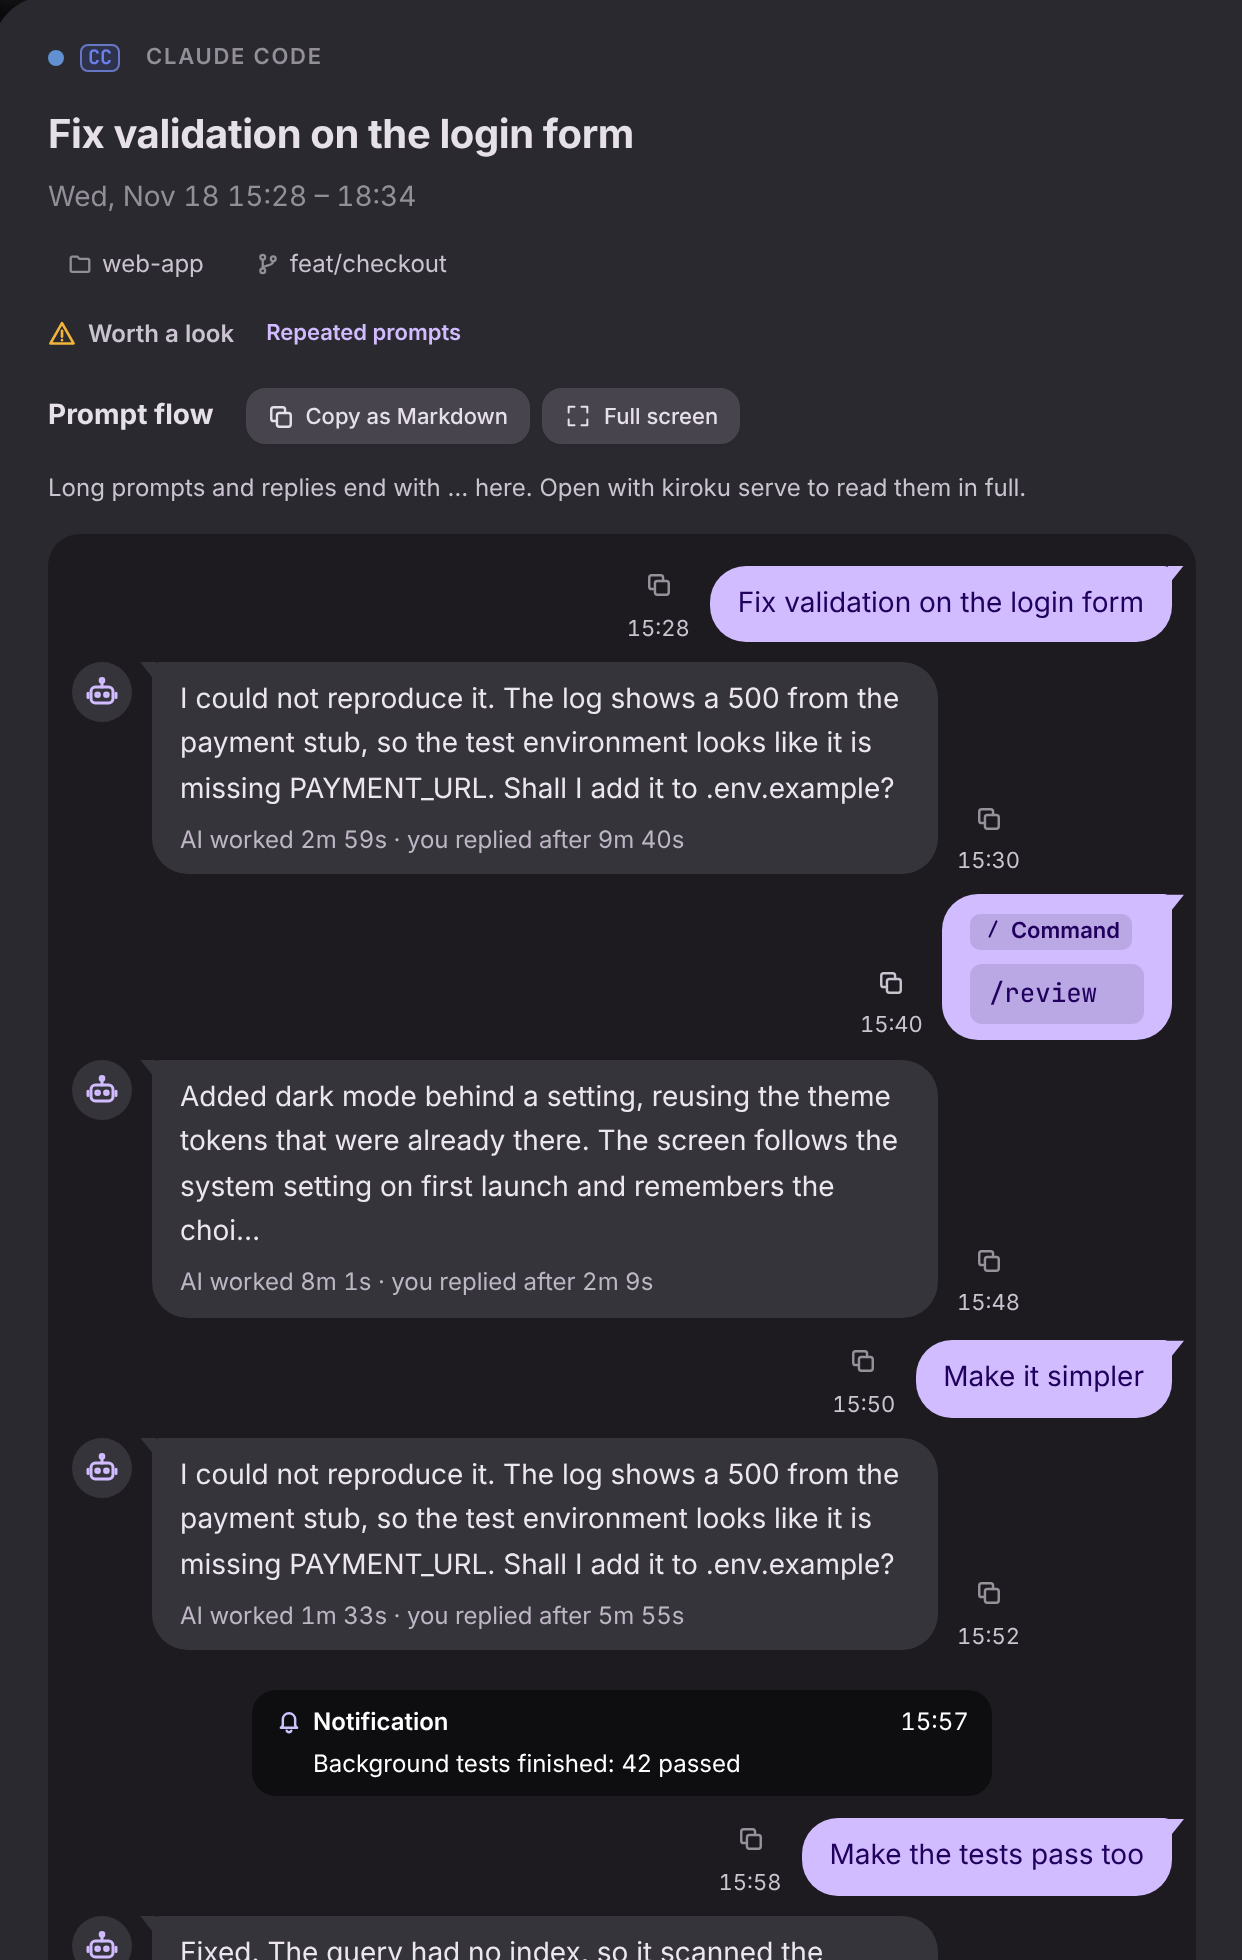 CC CLAUDE CODE
Fix validation on the login form
Wed, Nov 18 15:28 – 18:34
web-app feat/checkout
Worth a look Repeated prompts
Prompt flow Copy as Markdown Full screen
Long prompts and replies end with ... here. Open with kiroku serve to read them in full.
Fix validation on the login form
15:28
I could not reproduce it. The log shows a 500 from the
payment stub, so the test environment looks like it is
missing PAYMENT_URL. Shall I add it to .env.example?
AI worked 2m 59s · you replied after 9m 40s
15:30
/ Command
/review
15:40
Added dark mode behind a setting, reusing the theme
tokens that were already there. The screen follows the
system setting on first launch and remembers the
choi...
AI worked 8m 1s · you replied after 2m 9s
15:48
Make it simpler
15:50
I could not reproduce it. The log shows a 500 from the
payment stub, so the test environment looks like it is
missing PAYMENT_URL. Shall I add it to .env.example?
AI worked 1m 33s · you replied after 5m 55s
15:52
Notification 15:57
Background tests finished: 42 passed
Make the tests pass too
15:58
Fixed. The query had no index, so it scanned the